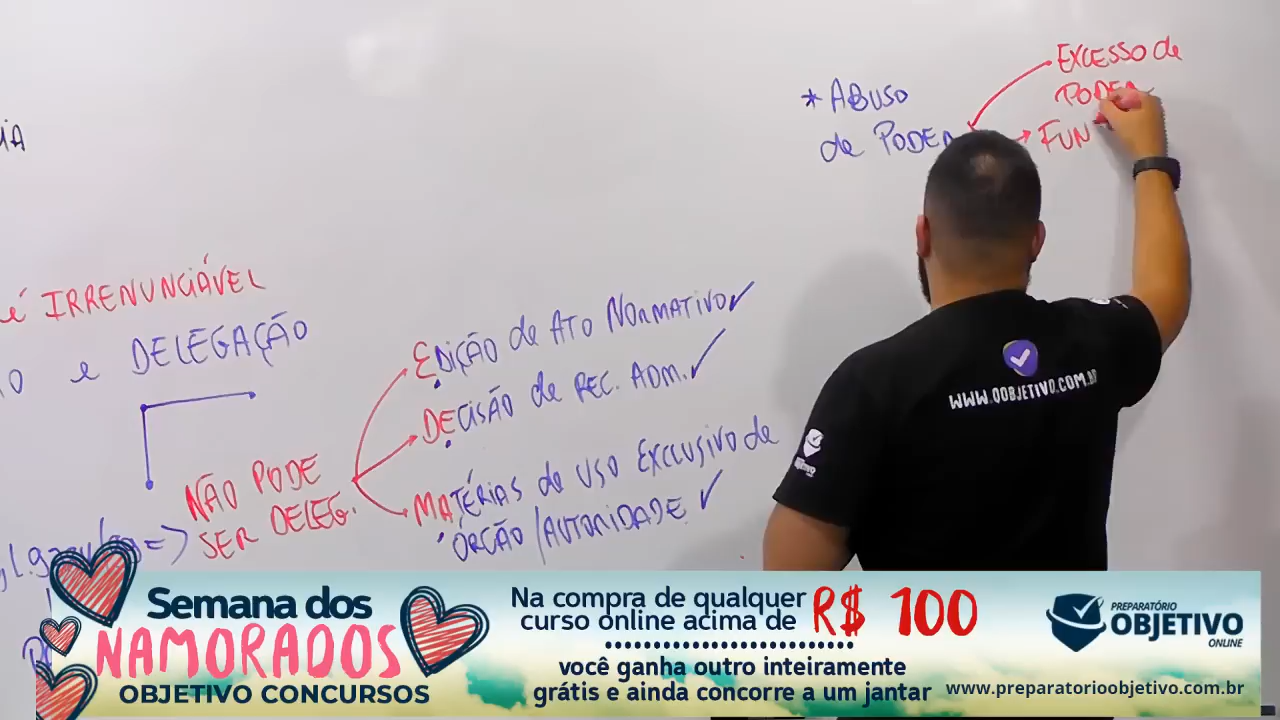 * ABUSO
de PODER
EXCESSO de
PODER
FUN
é IRRENUNCIÁVEL
e DELEGAÇÃO
NÃO PODE
SER DELEG.
EDIÇÃO de ATO NORMATIVO ✓
DECISÃO de REC. ADM. ✓
MATÉRIAS de USO EXCLUSIVO de
ÓRGÃO/AUTORIDADE ✓
WWW.OOBJETIVO.COM.BR
Semana dos
NAMORADOS
OBJETIVO CONCURSOS
Na compra de qualquer
curso online acima de R$ 100
você ganha outro inteiramente
grátis e ainda concorre a um jantar
PREPARATÓRIO
OBJETIVO
ONLINE
www.preparatorioobjetivo.com.br